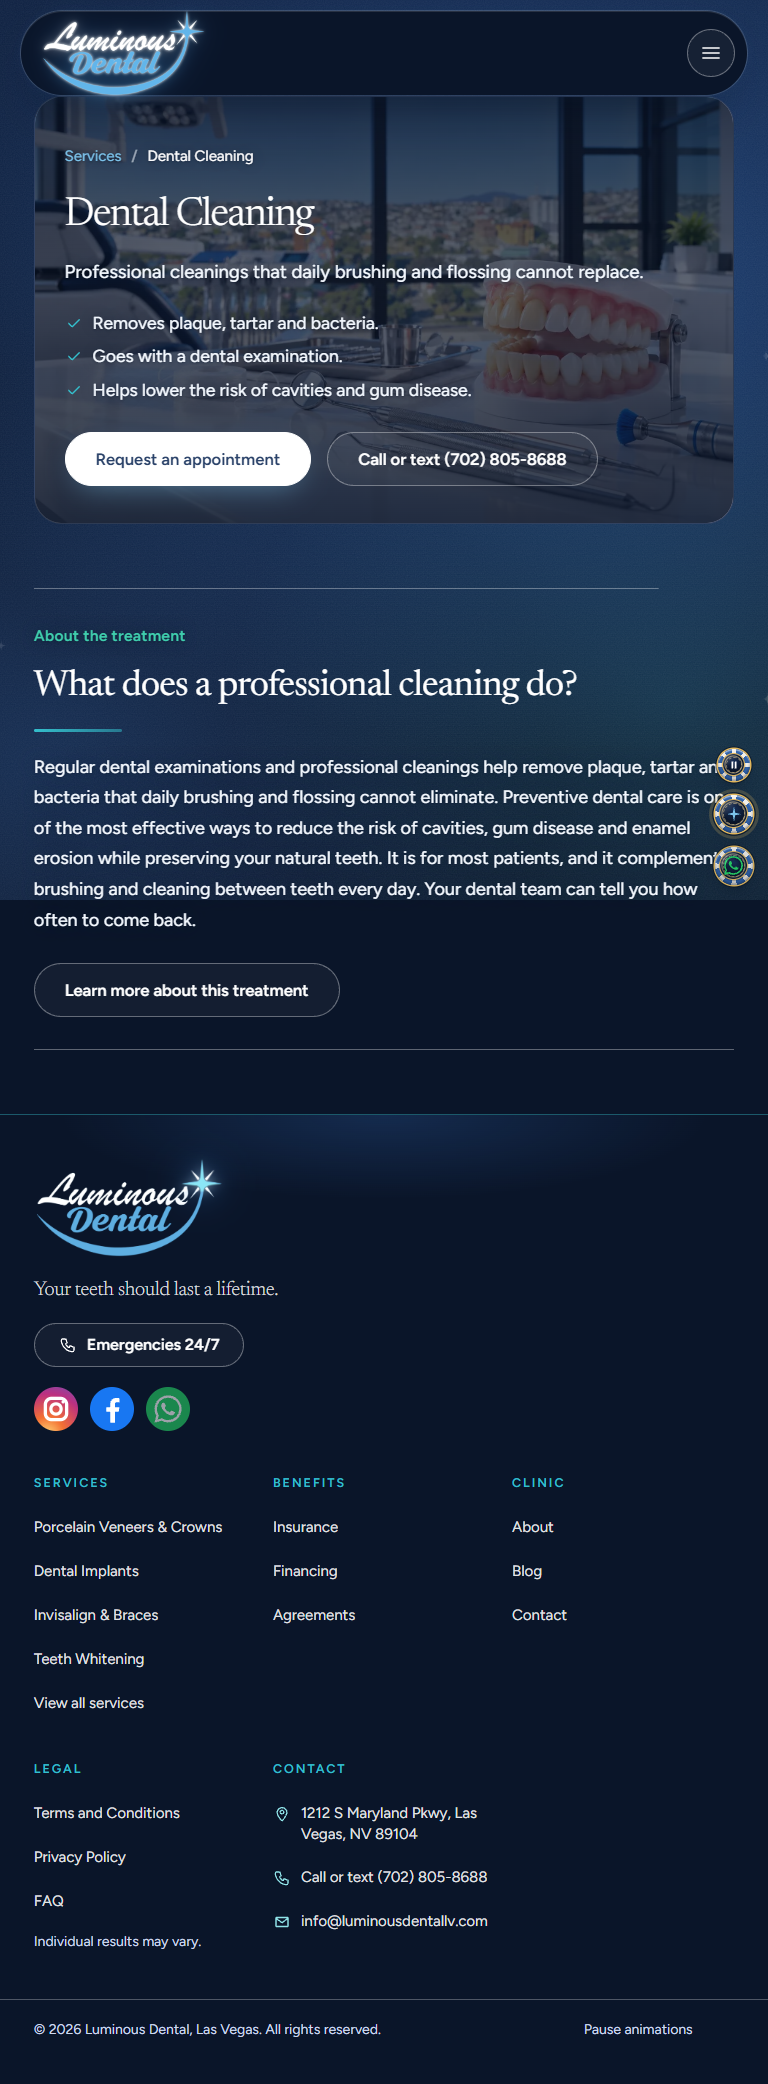 Luminous
Dental
Services / Dental Cleaning
Dental Cleaning
Professional cleanings that daily brushing and flossing cannot replace.
Removes plaque, tartar and bacteria.
Goes with a dental examination.
Helps lower the risk of cavities and gum disease.
Request an appointment
Call or text (702) 805-8688
About the treatment
What does a professional cleaning do?
Regular dental examinations and professional cleanings help remove plaque, tartar an
bacteria that daily brushing and flossing cannot eliminate. Preventive dental care is
of the most effective ways to reduce the risk of cavities, gum disease and enamel
erosion while preserving your natural teeth. It is for most patients, and it complement
brushing and cleaning between teeth every day. Your dental team can tell you how
often to come back.
Learn more about this treatment
Luminous
Dental
Your teeth should last a lifetime.
Emergencies 24/7
SERVICES
Porcelain Veneers & Crowns
Dental Implants
Invisalign & Braces
Teeth Whitening
View all services
BENEFITS
Insurance
Financing
Agreements
CLINIC
About
Blog
Contact
LEGAL
Terms and Conditions
Privacy Policy
FAQ
Individual results may vary.
CONTACT
1212 S Maryland Pkwy, Las
Vegas, NV 89104
Call or text (702) 805-8688
info@luminousdentallv.com
© 2026 Luminous Dental, Las Vegas. All rights reserved.
Pause animations